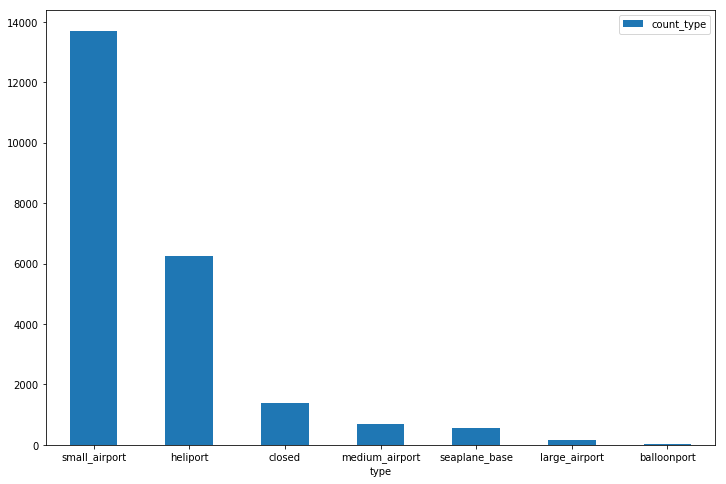 14000
12000
10000
8000
6000
4000
2000
0
count_type
small_airport heliport closed medium_airport seaplane_base large_airport balloonport
type